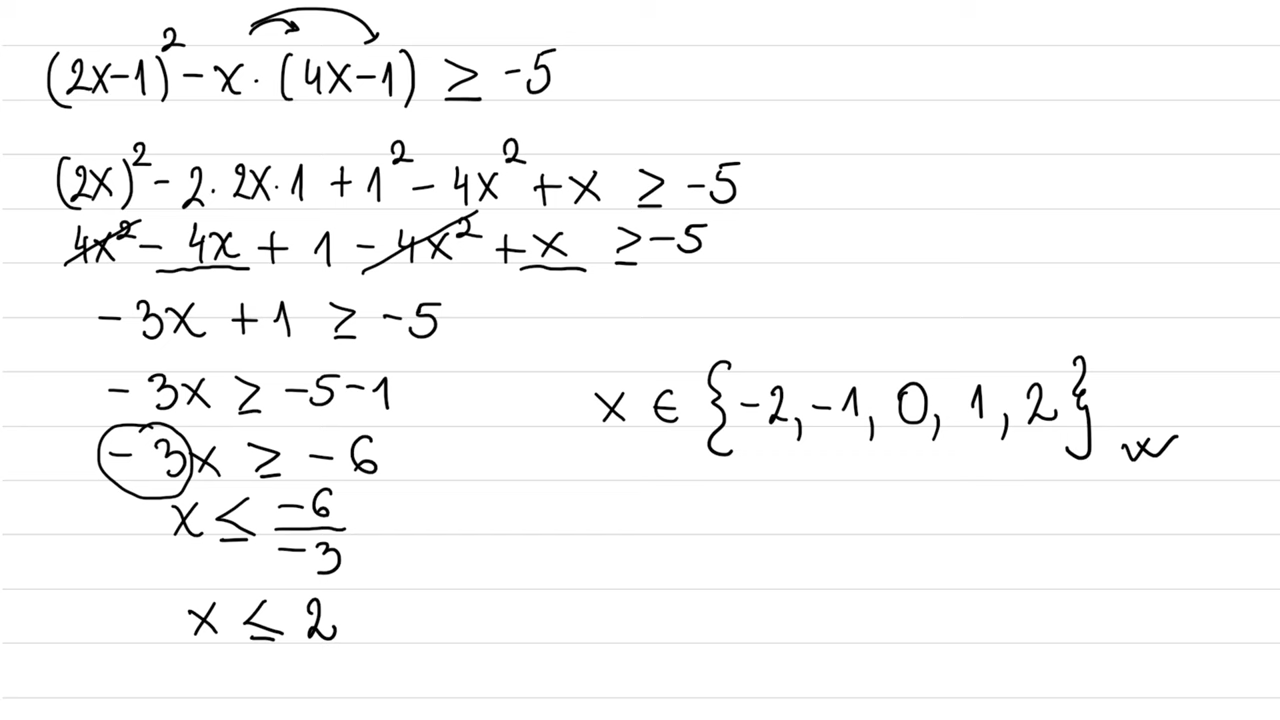 (2x-1)² - x · (4x-1) ≥ -5
(2x)² - 2 · 2x · 1 + 1² - 4x² + x ≥ -5
4x² - 4x + 1 - 4x² + x ≥ -5
-3x + 1 ≥ -5
-3x ≥ -5-1
-3x ≥ -6
x ≤ -6/-3
x ≤ 2
x ∈ {-2, -1, 0, 1, 2}